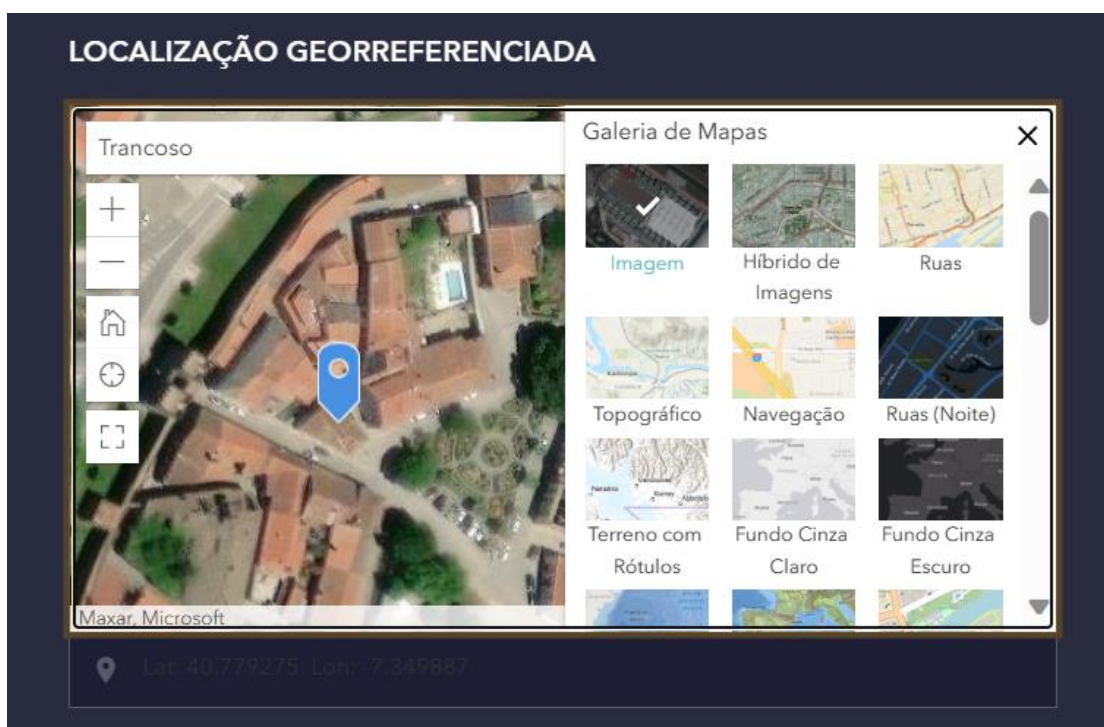 LOCALIZAÇÃO GEORREFERENCIADA
Trancoso
Galeria de Mapas
Imagem
Híbrido de
Imagens
Ruas
Topográfico
Navegação
Ruas (Noite)
Terreno com
Rótulos
Fundo Cinza
Claro
Fundo Cinza
Escuro
Maxar, Microsoft
Lat: 40.779275 Lon: -7.349887